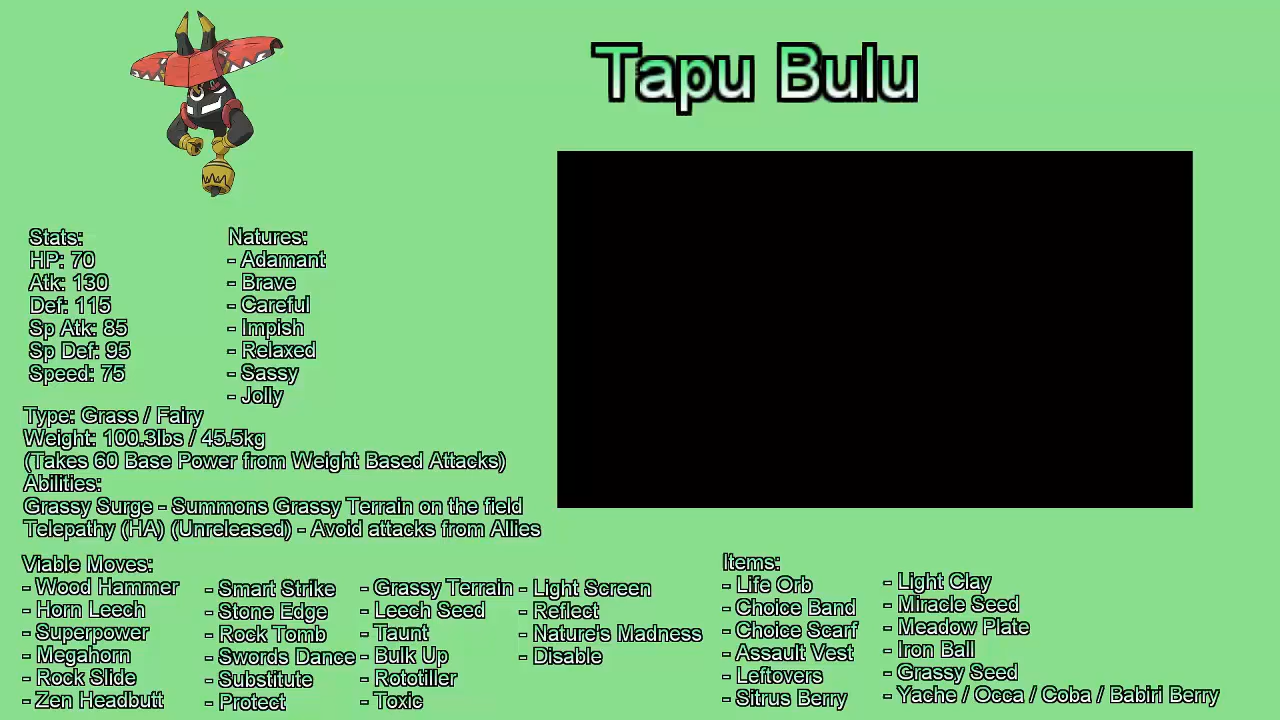 Tapu Bulu
Stats:
HP: 70
Atk: 130
Def: 115
Sp Atk: 85
Sp Def: 95
Speed: 75
Natures:
- Adamant
- Brave
- Careful
- Impish
- Relaxed
- Sassy
- Jolly
Type: Grass / Fairy
Weight: 100.3lbs / 45.5kg
(Takes 60 Base Power from Weight Based Attacks)
Abilities:
Grassy Surge - Summons Grassy Terrain on the field
Telepathy (HA) (Unreleased) - Avoid attacks from Allies
Viable Moves:
- Wood Hammer
- Horn Leech
- Superpower
- Megahorn
- Rock Slide
- Zen Headbutt
- Smart Strike
- Stone Edge
- Rock Tomb
- Swords Dance
- Substitute
- Protect
- Grassy Terrain
- Leech Seed
- Taunt
- Bulk Up
- Rototiller
- Toxic
- Light Screen
- Reflect
- Nature's Madness
- Disable
Items:
- Life Orb
- Choice Band
- Choice Scarf
- Assault Vest
- Leftovers
- Sitrus Berry
- Light Clay
- Miracle Seed
- Meadow Plate
- Iron Ball
- Grassy Seed
- Yache / Occa / Coba / Babiri Berry